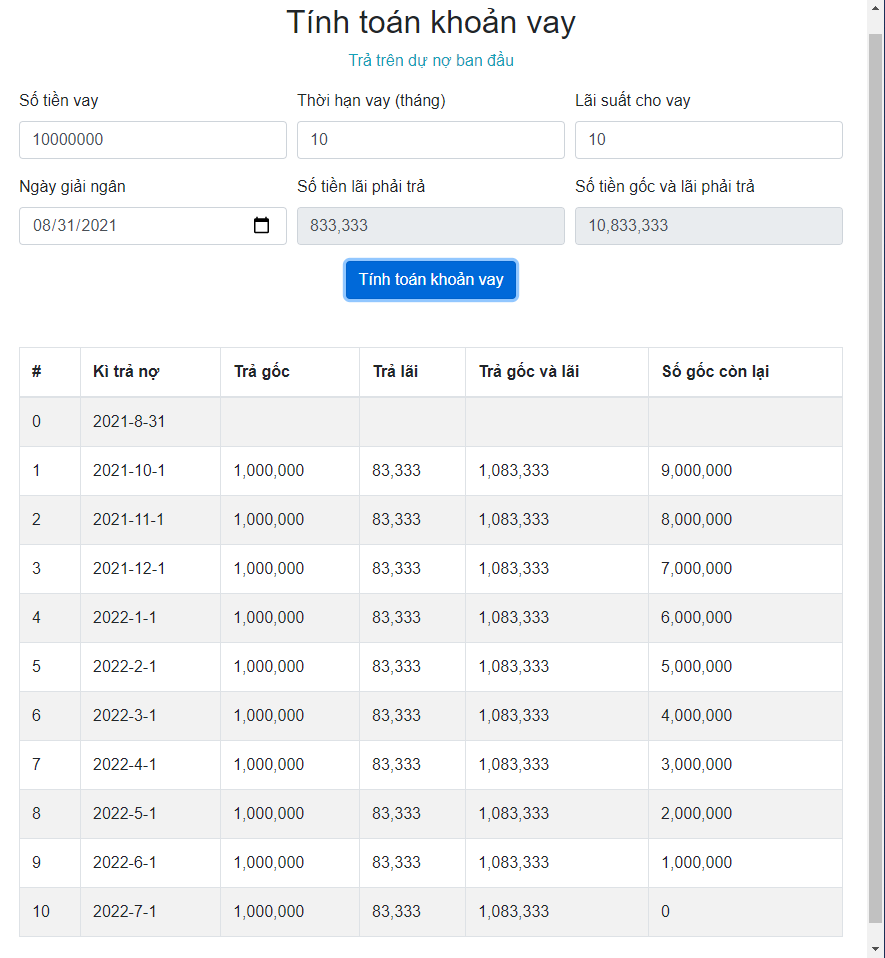 Tính toán khoản vay
Trả trên dự nợ ban đầu
Số tiền vay Thời hạn vay (tháng) Lãi suất cho vay
10000000 10 10
Ngày giải ngân Số tiền lãi phải trả Số tiền gốc và lãi phải trả
08/31/2021 833,333 10,833,333
Tính toán khoản vay
# Kì trả nợ Trả gốc Trả lãi Trả gốc và lãi Số gốc còn lại
0 2021-8-31
1 2021-10-1 1,000,000 83,333 1,083,333 9,000,000
2 2021-11-1 1,000,000 83,333 1,083,333 8,000,000
3 2021-12-1 1,000,000 83,333 1,083,333 7,000,000
4 2022-1-1 1,000,000 83,333 1,083,333 6,000,000
5 2022-2-1 1,000,000 83,333 1,083,333 5,000,000
6 2022-3-1 1,000,000 83,333 1,083,333 4,000,000
7 2022-4-1 1,000,000 83,333 1,083,333 3,000,000
8 2022-5-1 1,000,000 83,333 1,083,333 2,000,000
9 2022-6-1 1,000,000 83,333 1,083,333 1,000,000
10 2022-7-1 1,000,000 83,333 1,083,333 0